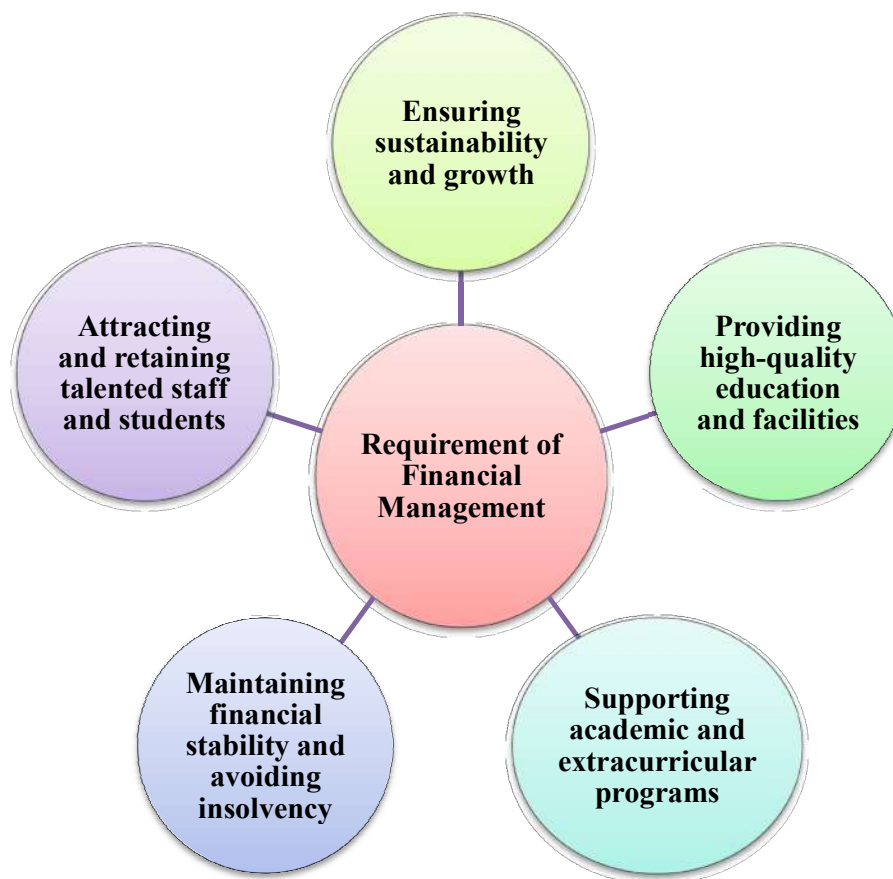 Ensuring
sustainability
and growth
Providing
high-quality
education
and facilities
Supporting
academic and
extracurricular
programs
Maintaining
financial
stability and
avoiding
insolvency
Attracting
and retaining
talented staff
and students
Requirement of
Financial
Management